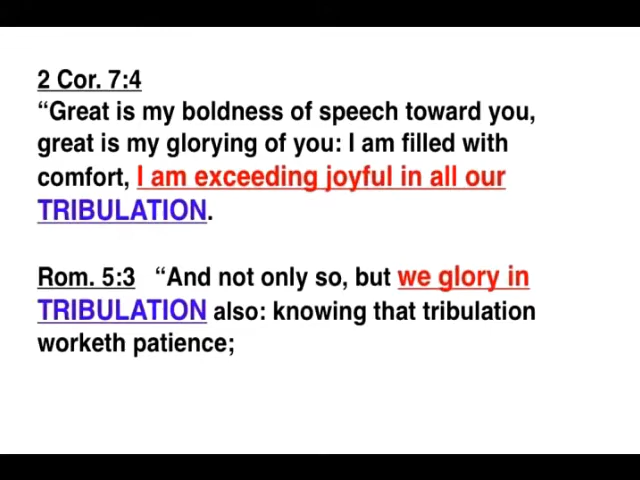 2 Cor. 7:4
“Great is my boldness of speech toward you,
great is my glorying of you: I am filled with
comfort, I am exceeding joyful in all our
TRIBULATION.
Rom. 5:3 “And not only so, but we glory in
TRIBULATION also: knowing that tribulation
worketh patience;